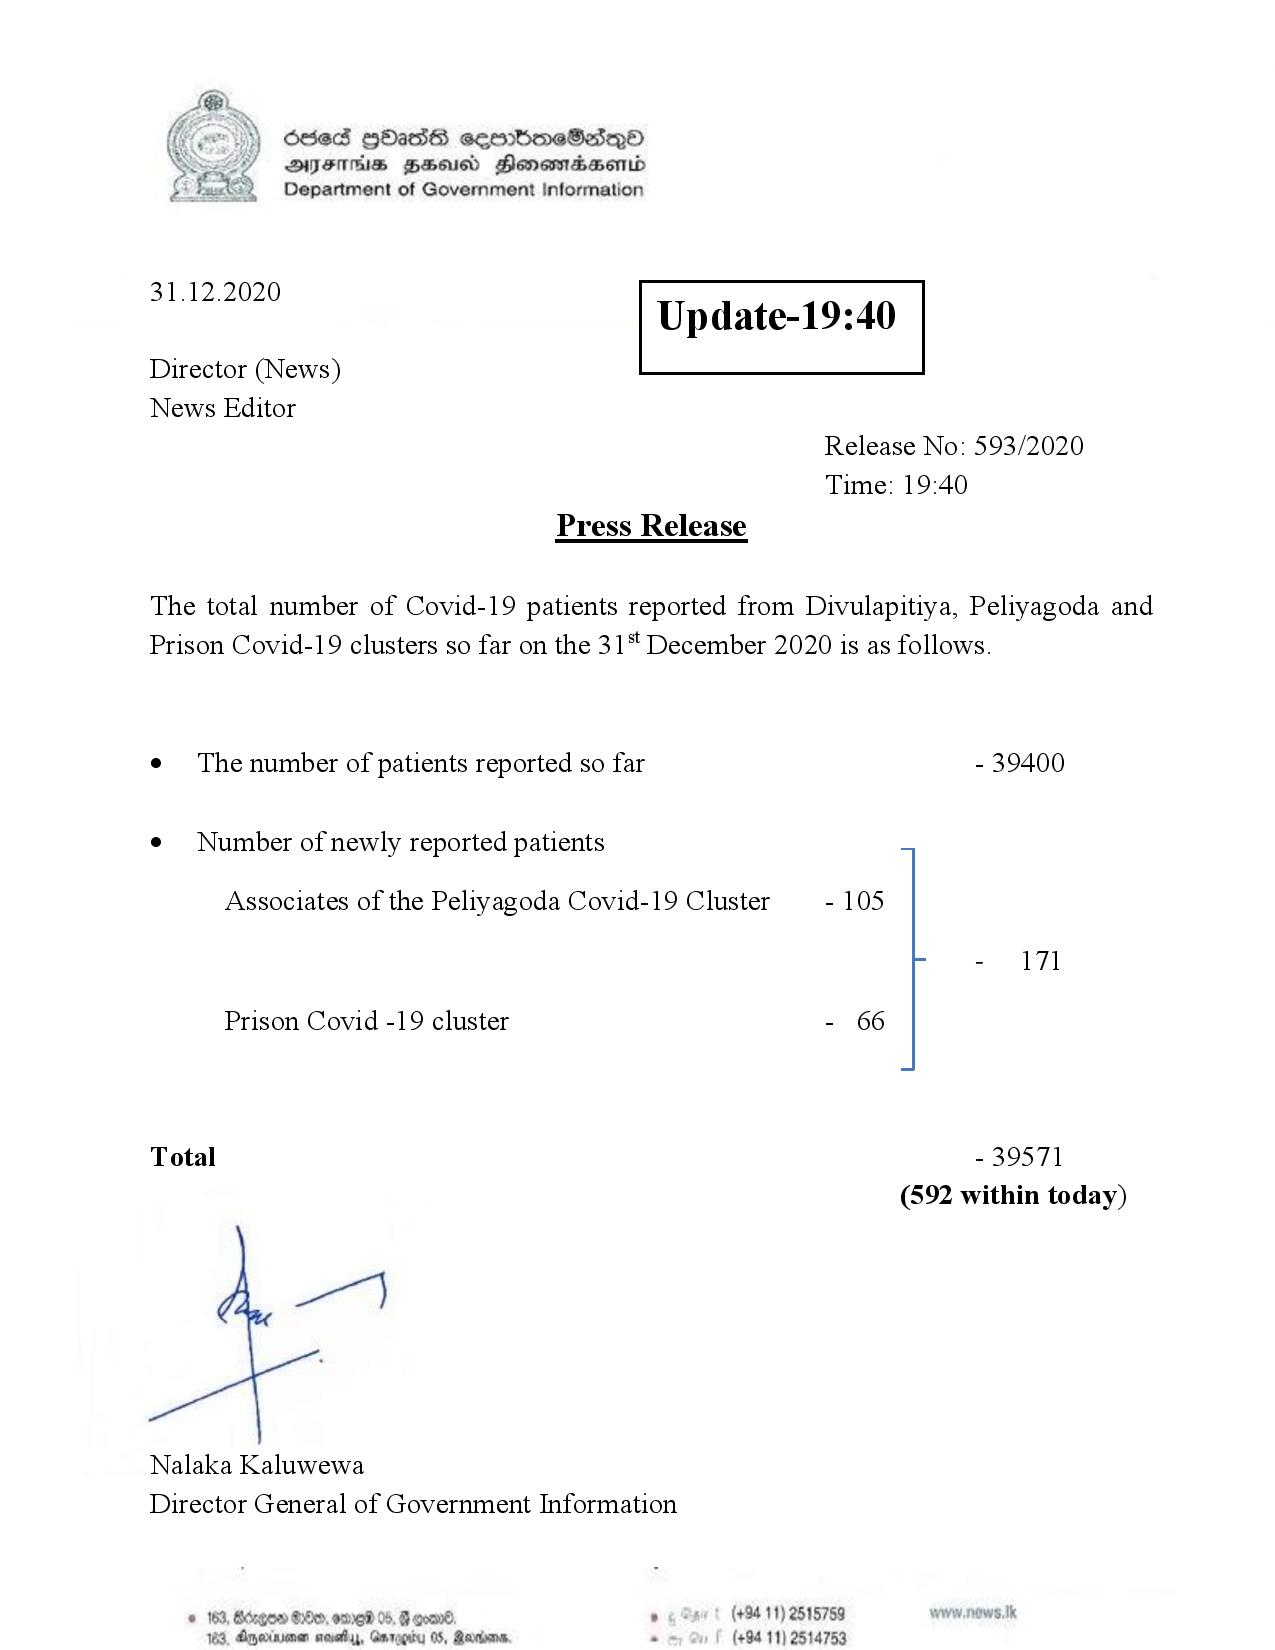 රජයේ ප්‍රවෘත්ති දෙපාර්තමේන්තුව
அரசாங்க தகவல் திணைக்களம்
Department of Government Information
31.12.2020
Update-19:40
Director (News)
News Editor
Release No: 593/2020
Time: 19:40
Press Release
The total number of Covid-19 patients reported from Divulapitiya, Peliyagoda and
Prison Covid-19 clusters so far on the 31st December 2020 is as follows.
• The number of patients reported so far - 39400
• Number of newly reported patients
Associates of the Peliyagoda Covid-19 Cluster - 105
- 171
Prison Covid -19 cluster - 66
Total - 39571
(592 within today)
Nalaka Kaluwewa
Director General of Government Information
163, කිරුලපන මාවත, කොළඹ 05, ශ්‍රී ලංකාව.
163, கிருலப்பனை எவனியூ, கொழும்பு 05, இலங்கை.
(+94 11) 2515759
(+94 11) 2514753
www.news.lk